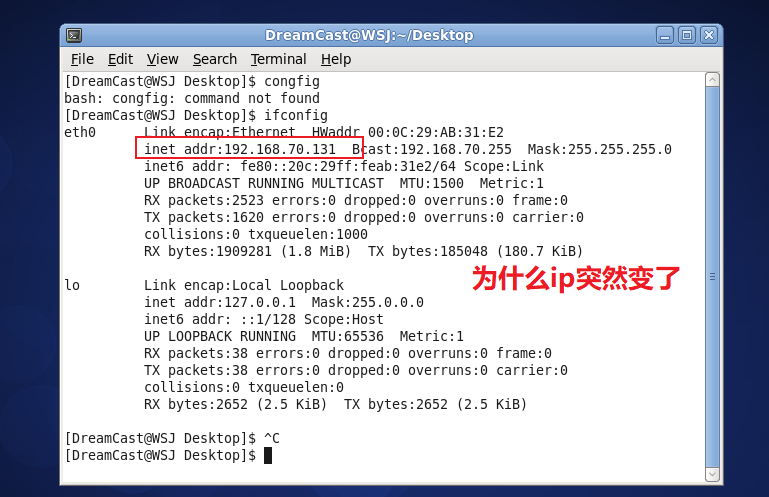 DreamCast@WSJ:~/Desktop
File Edit View Search Terminal Help
[DreamCast@WSJ Desktop]$ congfig
bash: congfig: command not found
[DreamCast@WSJ Desktop]$ ifconfig
eth0      Link encap:Ethernet  HWaddr 00:0C:29:AB:31:E2
          inet addr:192.168.70.131  Bcast:192.168.70.255  Mask:255.255.255.0
          inet6 addr: fe80::20c:29ff:feab:31e2/64 Scope:Link
          UP BROADCAST RUNNING MULTICAST  MTU:1500  Metric:1
          RX packets:2523 errors:0 dropped:0 overruns:0 frame:0
          TX packets:1620 errors:0 dropped:0 overruns:0 carrier:0
          collisions:0 txqueuelen:1000
          RX bytes:1909281 (1.8 MiB)  TX bytes:185048 (180.7 KiB)
为什么ip突然变了
lo        Link encap:Local Loopback
          inet addr:127.0.0.1  Mask:255.0.0.0
          inet6 addr: ::1/128 Scope:Host
          UP LOOPBACK RUNNING  MTU:65536  Metric:1
          RX packets:38 errors:0 dropped:0 overruns:0 frame:0
          TX packets:38 errors:0 dropped:0 overruns:0 carrier:0
          collisions:0 txqueuelen:0
          RX bytes:2652 (2.5 KiB)  TX bytes:2652 (2.5 KiB)
[DreamCast@WSJ Desktop]$ ^C
[DreamCast@WSJ Desktop]$